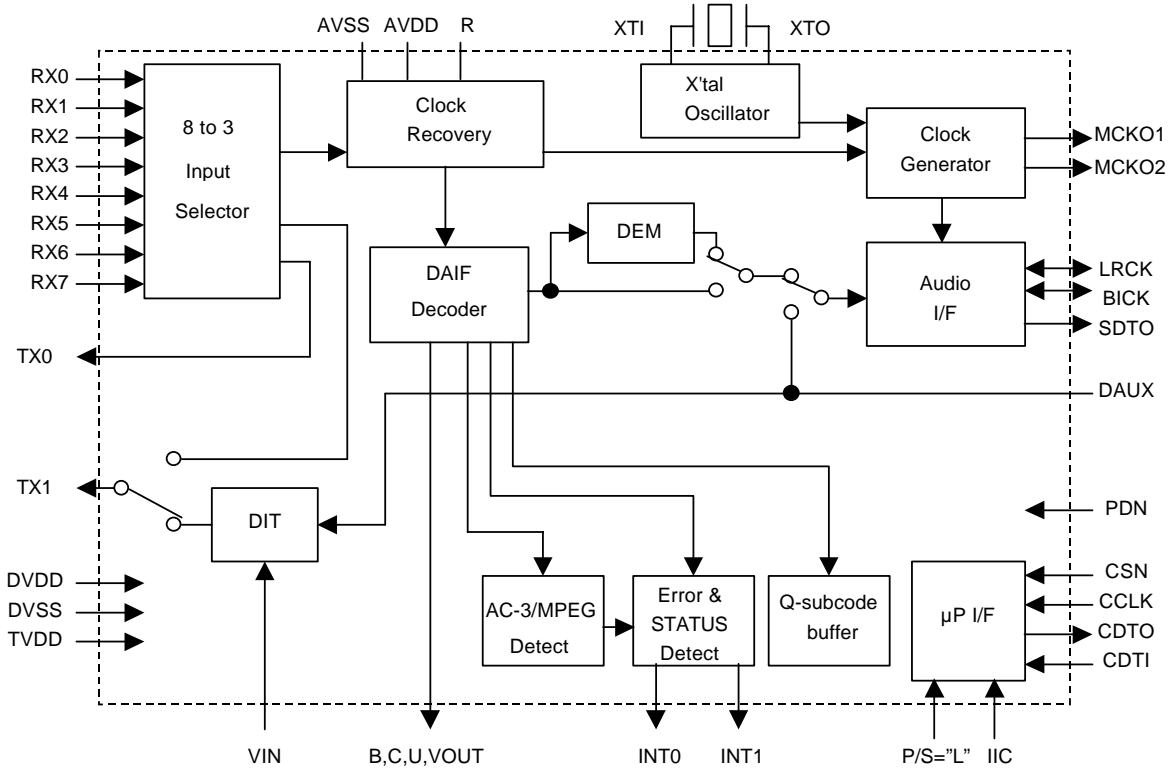 AVSS AVDD R
XTI XTO
RX0
RX1
RX2
RX3
RX4
RX5
RX6
RX7
8 to 3
Input
Selector
Clock
Recovery
X'tal
Oscillator
Clock
Generator
MCKO1
MCKO2
DEM
DAIF
Decoder
Audio
I/F
LRCK
BICK
SDTO
TX0
DAUX
TX1
DIT
PDN
DVDD
DVSS
TVDD
AC-3/MPEG
Detect
Error &
STATUS
Detect
Q-subcode
buffer
µP I/F
CSN
CCLK
CDTO
CDTI
VIN
B,C,U,VOUT
INT0
INT1
P/S=”L”
IIC